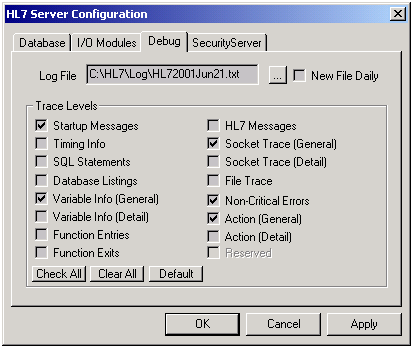 HL7 Server Configuration
Database I/O Modules Debug SecurityServer
Log File C:\HL7\Log\HL72001Jun21.txt ... New File Daily
Trace Levels
Startup Messages HL7 Messages
Timing Info Socket Trace (General)
SQL Statements Socket Trace (Detail)
Database Listings File Trace
Variable Info (General) Non-Critical Errors
Variable Info (Detail) Action (General)
Function Entries Action (Detail)
Function Exits Reserved
Check All Clear All Default
OK Cancel Apply